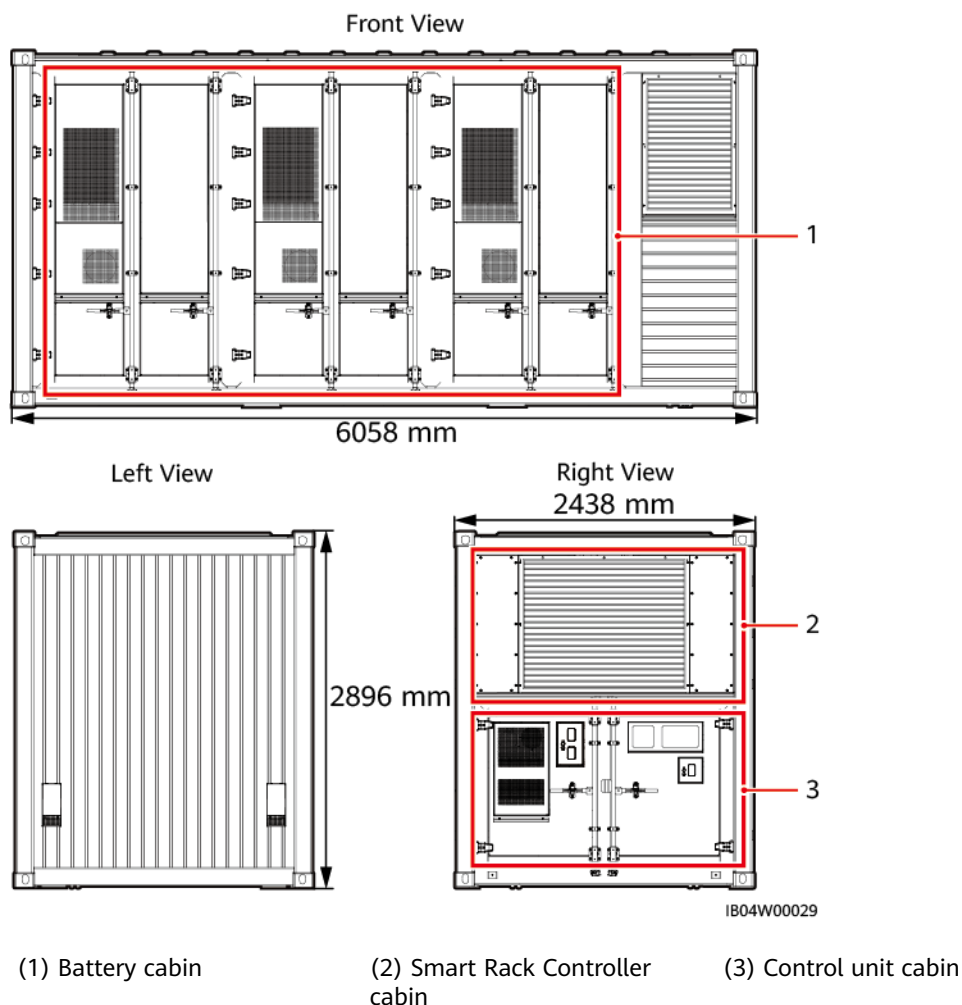 Front View
1
6058 mm
Left View
Right View
2438 mm
2
2896 mm
3
IB04W00029
(1) Battery cabin
(2) Smart Rack Controller
cabin
(3) Control unit cabin